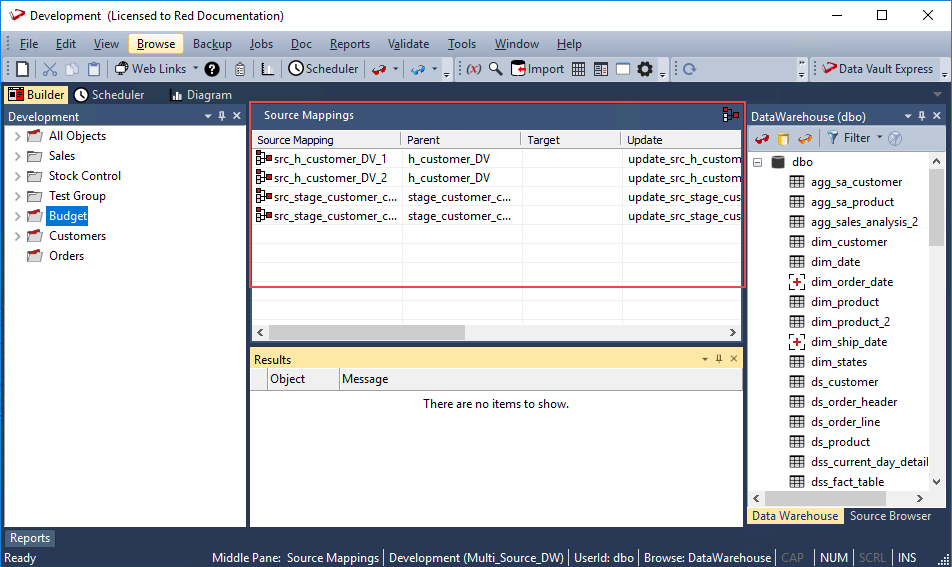 Development (Licensed to Red Documentation)
File Edit View Browse Backup Jobs Doc Reports Validate Tools Window Help
Web Links Scheduler (x) Import Data Vault Express
Builder Scheduler Diagram
Development
All Objects
Sales
Stock Control
Test Group
Budget
Customers
Orders
Source Mappings
Source Mapping Parent Target Update
src_h_customer_DV_1 h_customer_DV update_src_h_custom
src_h_customer_DV_2 h_customer_DV update_src_h_custom
src_stage_customer_c... stage_customer_c... update_src_stage_cus
src_stage_customer_c... stage_customer_c... update_src_stage_cus
Results
Object Message
There are no items to show.
DataWarehouse (dbo)
Filter
dbo
agg_sa_customer
agg_sa_product
agg_sales_analysis_2
dim_customer
dim_date
dim_order_date
dim_product
dim_product_2
dim_ship_date
dim_states
ds_customer
ds_order_header
ds_order_line
ds_product
dss_current_day_detail
dss_fact_table
Data Warehouse Source Browser
Reports
Ready Middle Pane: Source Mappings Development (Multi_Source_DW) UserId: dbo Browse: DataWarehouse CAP NUM SCRL INS